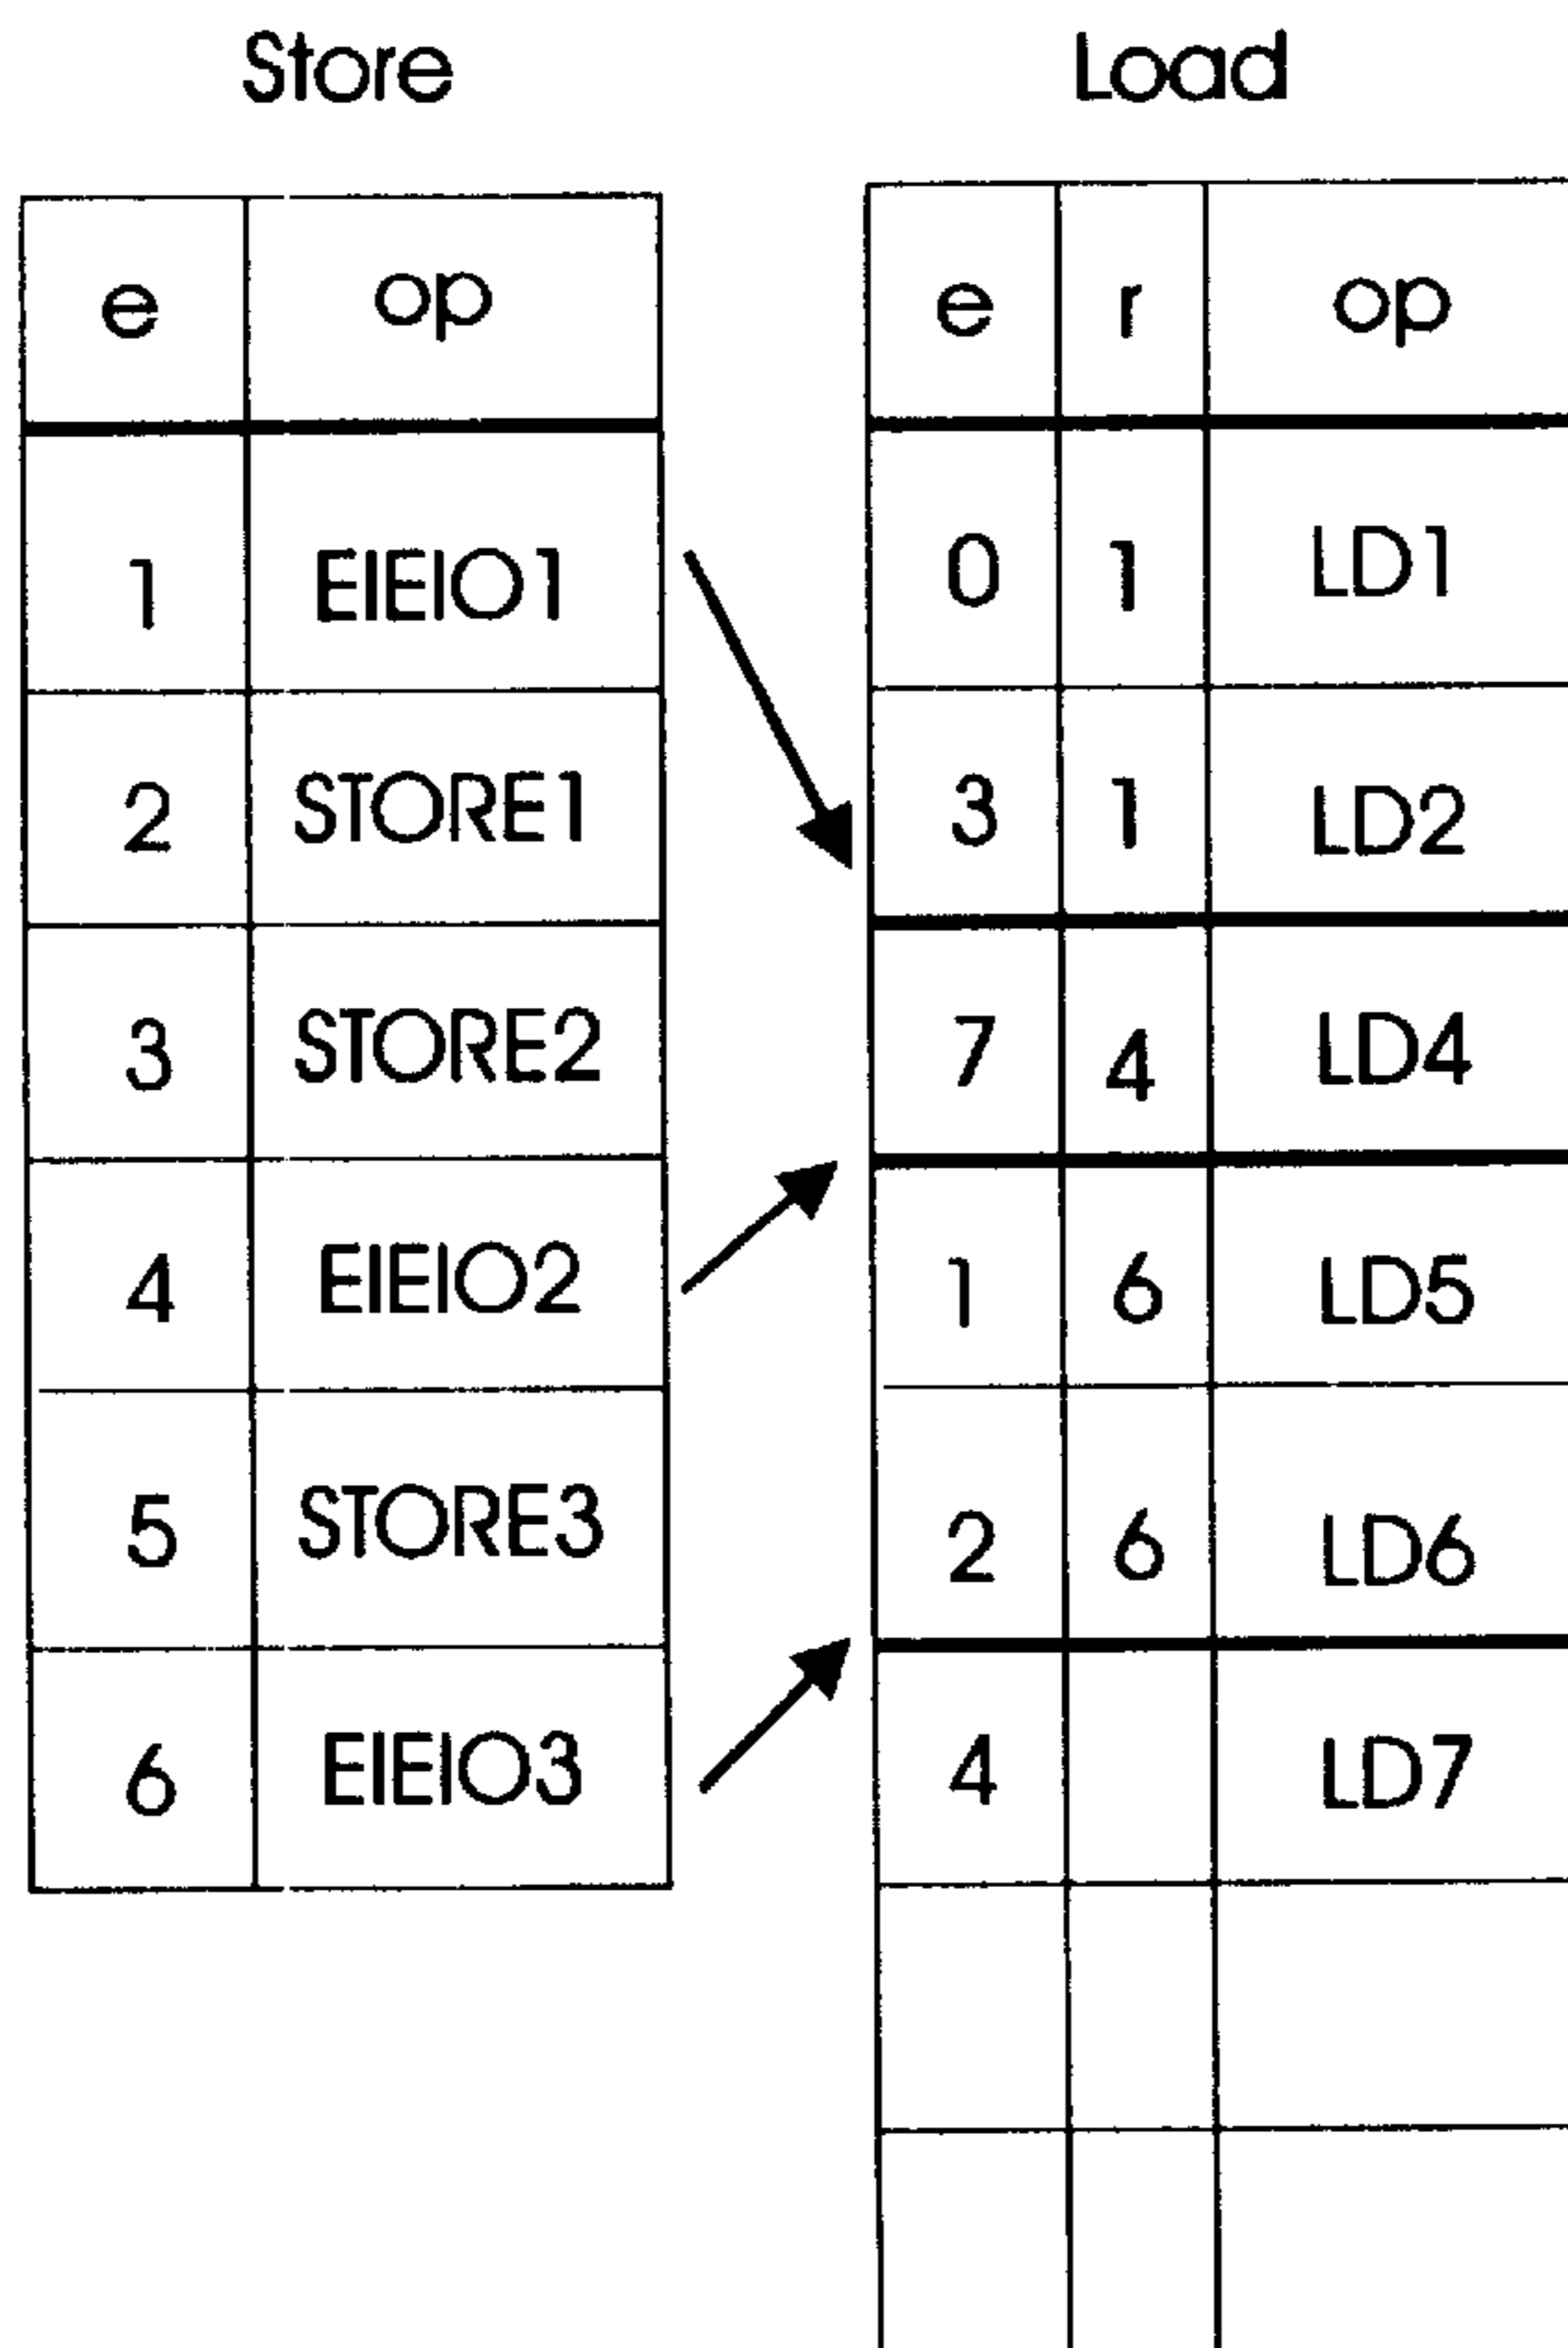 Store
e op
1 EIEIO1
2 STORE1
3 STORE2
4 EIEIO2
5 STORE3
6 EIEIO3
Load
e r op
0 1 LD1
3 1 LD2
7 4 LD4
1 6 LD5
2 6 LD6
4 LD7